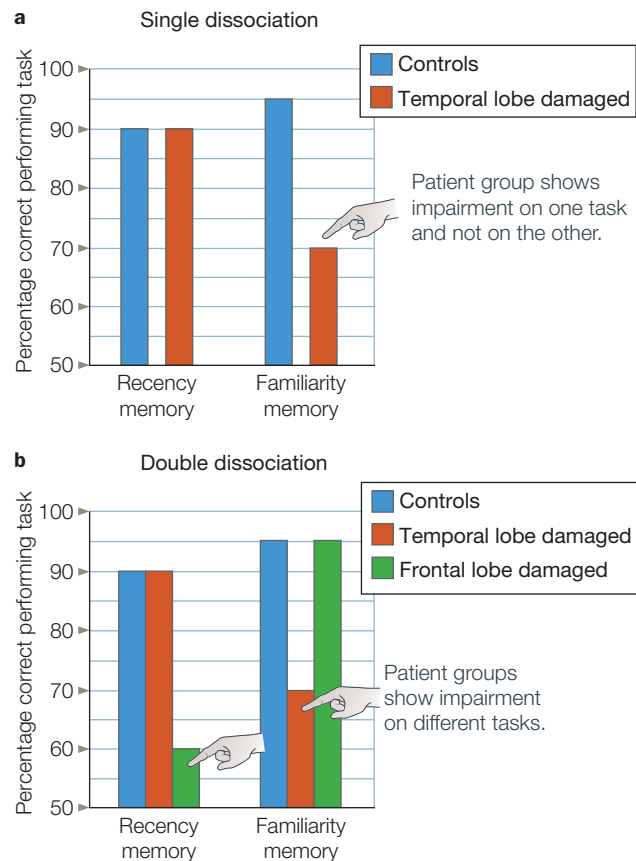 a
Single dissociation
Controls
Temporal lobe damaged
Percentage correct performing task
100
90
80
70
60
50
Patient group shows
impairment on one task
and not on the other.
Recency
memory
Familiarity
memory
b
Double dissociation
Controls
Temporal lobe damaged
Frontal lobe damaged
Percentage correct performing task
100
90
80
70
60
50
Patient groups
show impairment
on different tasks.
Recency
memory
Familiarity
memory